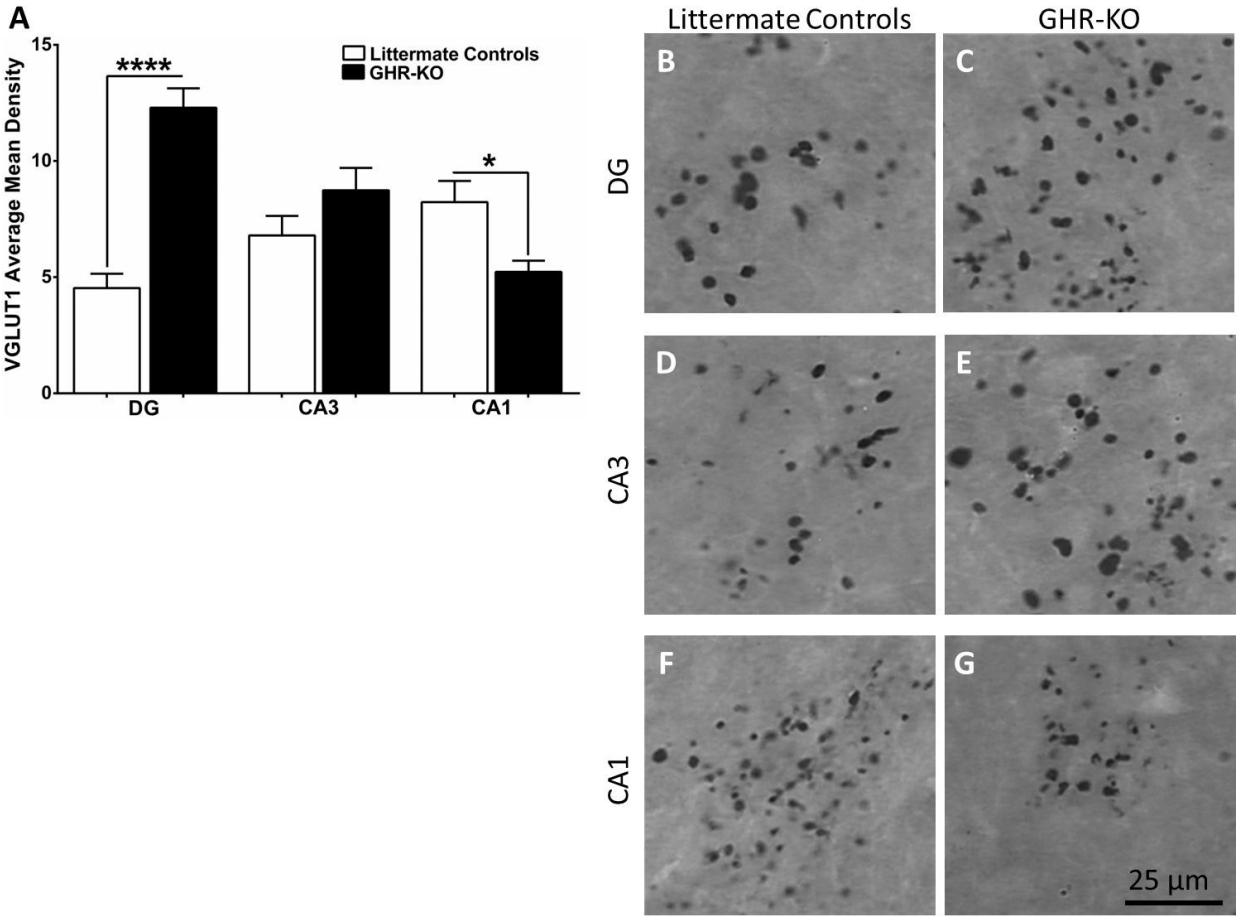 A
15
10
5
0
VGLUT1 Average Mean Density
Littermate Controls
GHR-KO
****
*
DG
CA3
CA1
Littermate Controls
GHR-KO
DG
B
C
CA3
D
E
CA1
F
G
25 µm